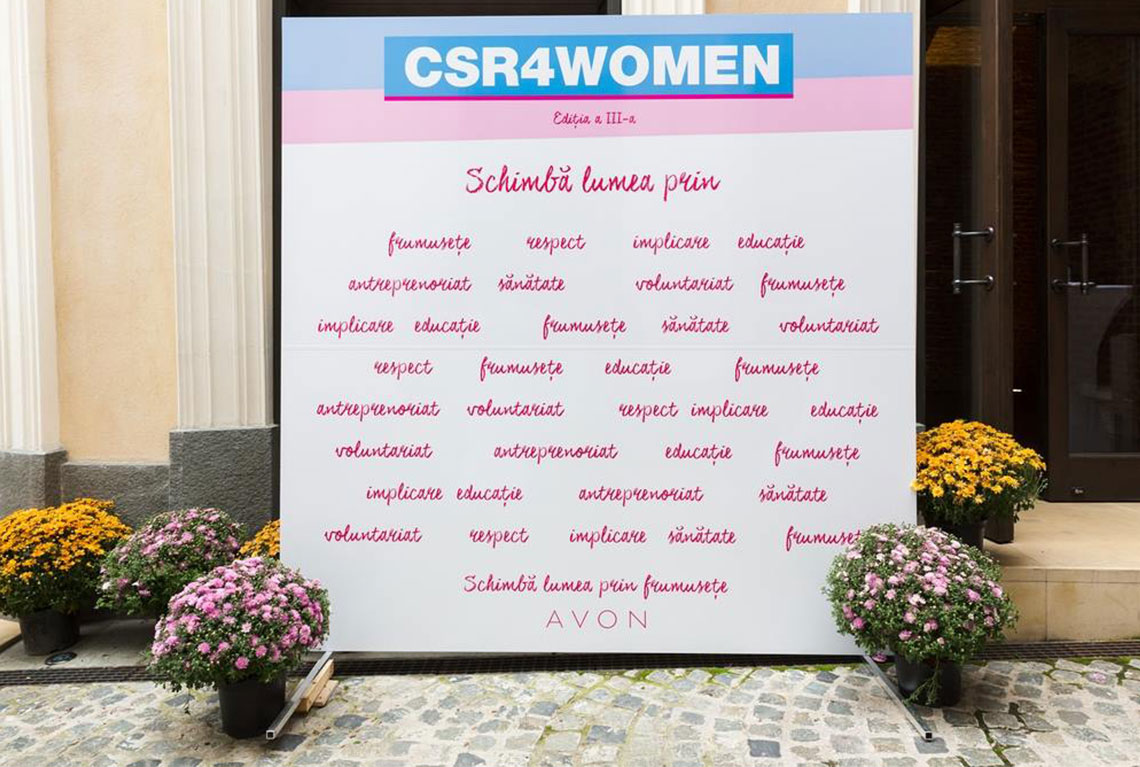 CSR4WOMEN
Ediția a III-a
Schimbă lumea prin
frumusețe respect implicare educație
antreprenoriat sănătate voluntariat frumusețe
implicare educație frumusețe sănătate voluntariat
respect frumusețe educație frumusețe
antreprenoriat voluntariat respect implicare educație
voluntariat antreprenoriat educație frumusețe
implicare educație antreprenoriat sănătate
voluntariat respect implicare sănătate frumuseț
Schimbă lumea prin frumusețe
AVON